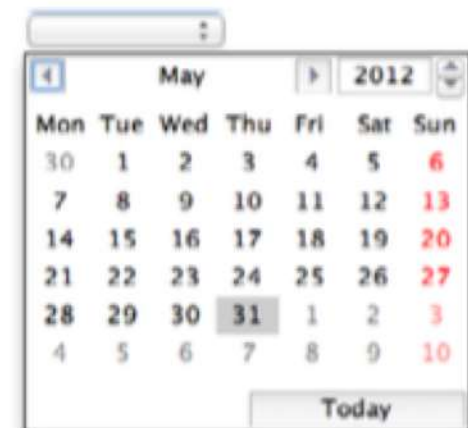 May 2012
Mon Tue Wed Thu Fri Sat Sun
30 1 2 3 4 5 6
7 8 9 10 11 12 13
14 15 16 17 18 19 20
21 22 23 24 25 26 27
28 29 30 31 1 2 3
4 5 6 7 8 9 10
Today